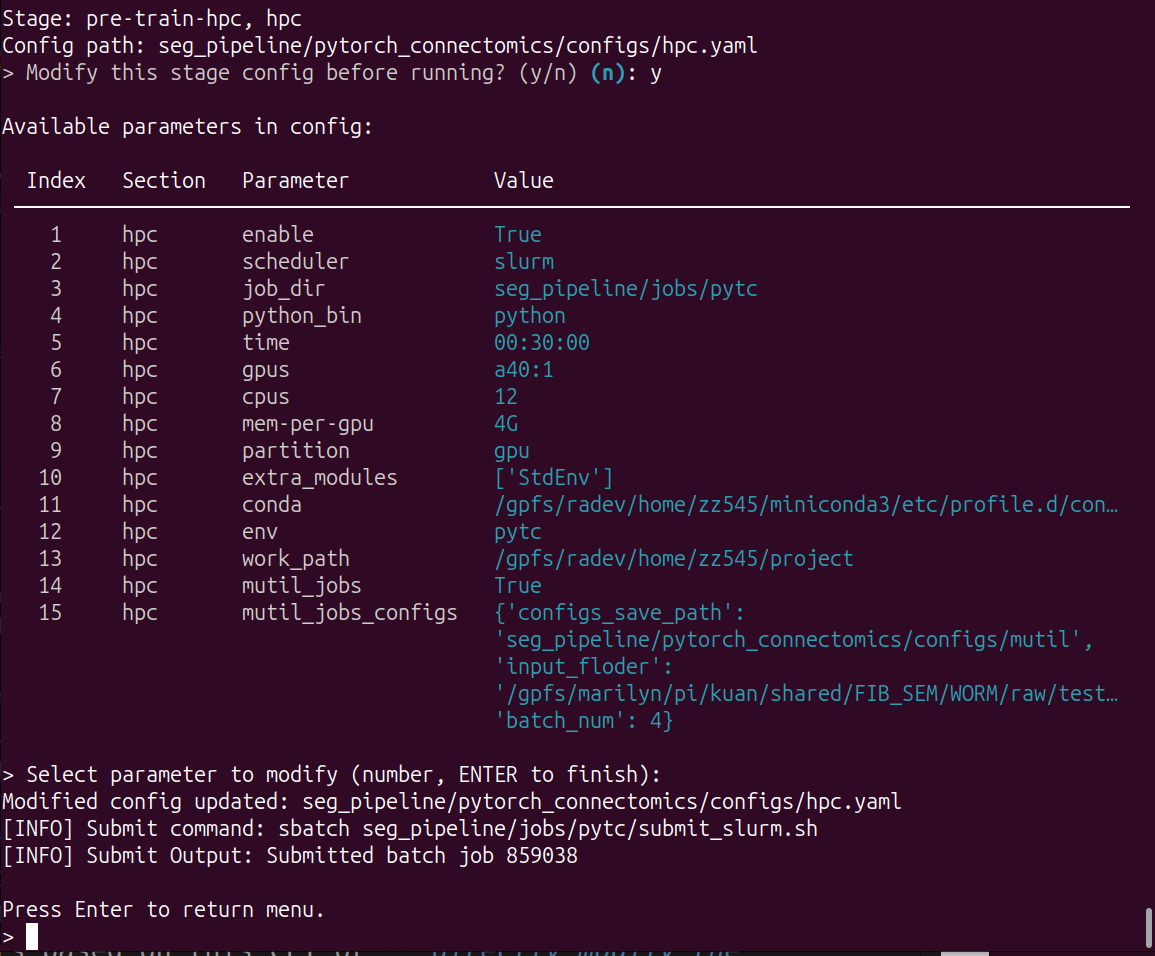 Stage: pre-train-hpc, hpc
Config path: seg_pipeline/pytorch_connectomics/configs/hpc.yaml
> Modify this stage config before running? (y/n) (n): y
Available parameters in config:
Index Section Parameter Value
1 hpc enable True
2 hpc scheduler slurm
3 hpc job_dir seg_pipeline/jobs/pytc
4 hpc python_bin python
5 hpc time 00:30:00
6 hpc gpus a40:1
7 hpc cpus 12
8 hpc mem-per-gpu 4G
9 hpc partition gpu
10 hpc extra_modules ['StdEnv']
11 hpc conda /gpfs/radev/home/zz545/miniconda3/etc/profile.d/con…
12 hpc env pytc
13 hpc work_path /gpfs/radev/home/zz545/project
14 hpc mutil_jobs True
15 hpc mutil_jobs_configs {'configs_save_path':
'seg_pipeline/pytorch_connectomics/configs/mutil',
'input_floder':
'/gpfs/marilyn/pi/kuan/shared/FIB_SEM/WORM/raw/test…
'batch_num': 4}
> Select parameter to modify (number, ENTER to finish):
Modified config updated: seg_pipeline/pytorch_connectomics/configs/hpc.yaml
[INFO] Submit command: sbatch seg_pipeline/jobs/pytc/submit_slurm.sh
[INFO] Submit Output: Submitted batch job 859038
Press Enter to return menu.
>